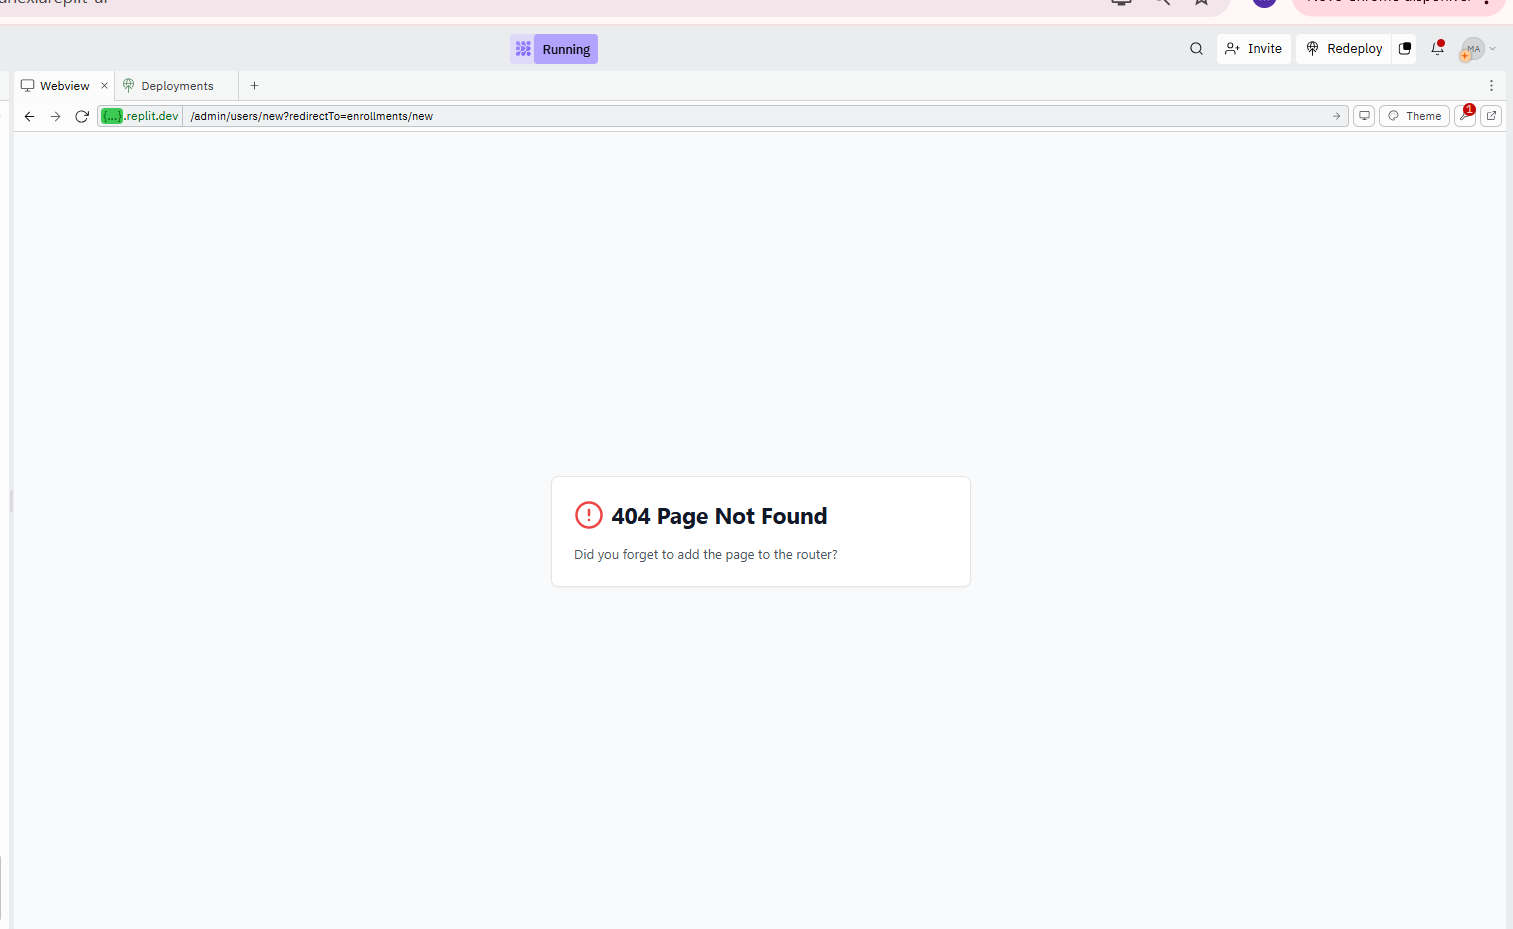 Running
Invite
Redeploy
MA
Webview
Deployments
{...}.replit.dev
/admin/users/new?redirectTo=enrollments/new
Theme
1
404 Page Not Found
Did you forget to add the page to the router?